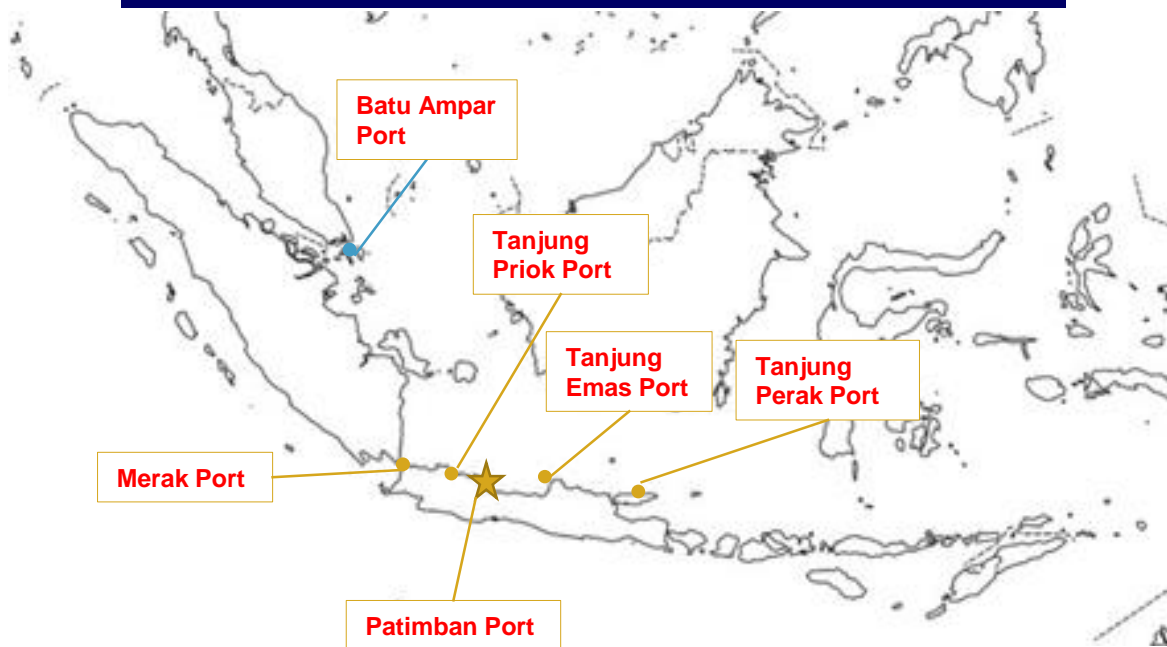 Batu Ampar
Port
Tanjung
Priok Port
Tanjung
Emas Port
Tanjung
Perak Port
Merak Port
Patimban Port